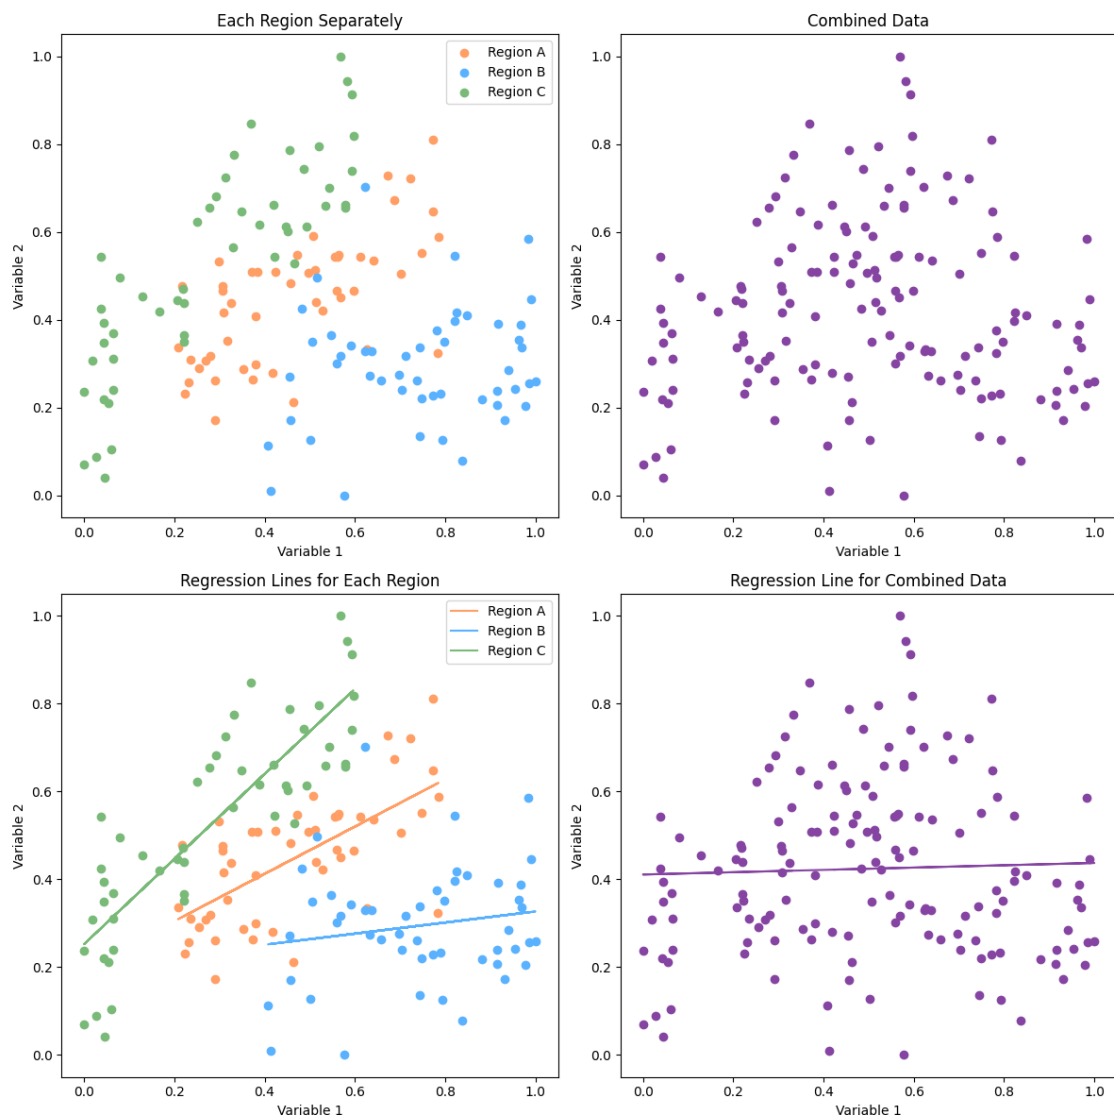 Each Region Separately
Region A
Region B
Region C
1.0
0.8
0.6
0.4
0.2
0.0
Variable 2
0.0 0.2 0.4 0.6 0.8 1.0
Variable 1
Combined Data
1.0
0.8
0.6
0.4
0.2
0.0
Variable 2
0.0 0.2 0.4 0.6 0.8 1.0
Variable 1
Regression Lines for Each Region
Region A
Region B
Region C
1.0
0.8
0.6
0.4
0.2
0.0
Variable 2
0.0 0.2 0.4 0.6 0.8 1.0
Variable 1
Regression Line for Combined Data
1.0
0.8
0.6
0.4
0.2
0.0
Variable 2
0.0 0.2 0.4 0.6 0.8 1.0
Variable 1